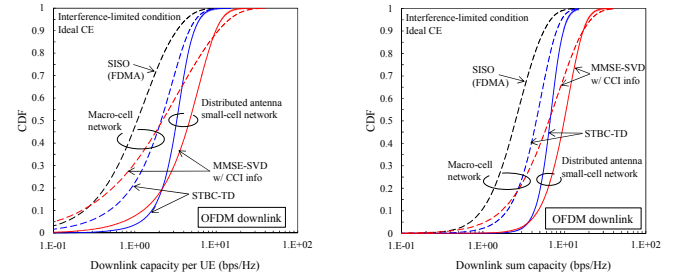 Interference-limited condition
Ideal CE
SISO
(FDMA)
Macro-cell
network
Distributed antenna
small-cell network
MMSE-SVD
w/ CCI info
STBC-TD
OFDM downlink
CDF
1
0.9
0.8
0.7
0.6
0.5
0.4
0.3
0.2
0.1
0
1.E-01
1.E+00
1.E+01
1.E+02
Downlink capacity per UE (bps/Hz)
Interference-limited condition
Ideal CE
SISO
(FDMA)
MMSE-SVD
w/ CCI info
STBC-TD
Macro-cell
network
Distributed antenna
small-cell network
OFDM downlink
CDF
1
0.9
0.8
0.7
0.6
0.5
0.4
0.3
0.2
0.1
0
1.E-01
1.E+00
1.E+01
1.E+02
Downlink sum capacity (bps/Hz)